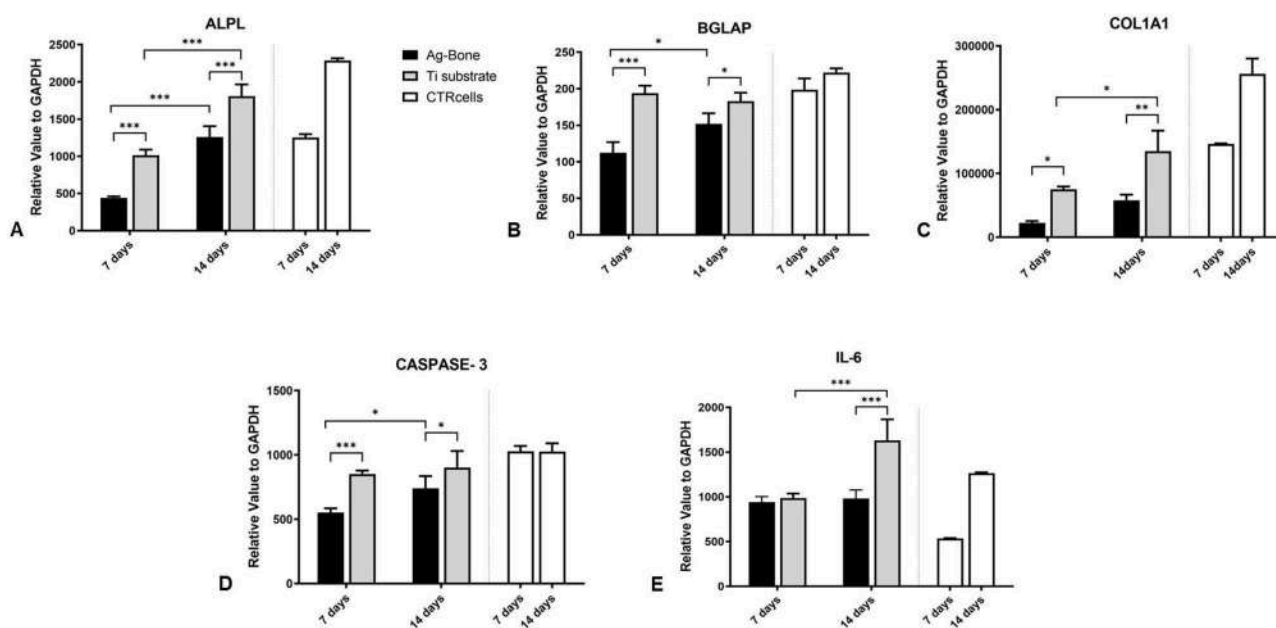 ALPL
Relative Value to GAPDH
2500
2000
1500
1000
500
0
***
***
***
***
7 days
14 days
7 days
14 days
A
Ag-Bone
Ti substrate
CTRcells
BGLAP
Relative Value to GAPDH
250
200
150
100
50
0
*
***
*
7 days
14 days
7 days
14 days
B
COL1A1
Relative Value to GAPDH
300000
200000
100000
0
*
**
*
7 days
14days
7 days
14days
C
CASPASE- 3
Relative Value to GAPDH
1500
1000
500
0
*
***
*
7 days
14 days
7 days
14 days
D
IL-6
Relative Value to GAPDH
2000
1500
1000
500
0
***
***
7 days
14 days
7 days
14 days
E